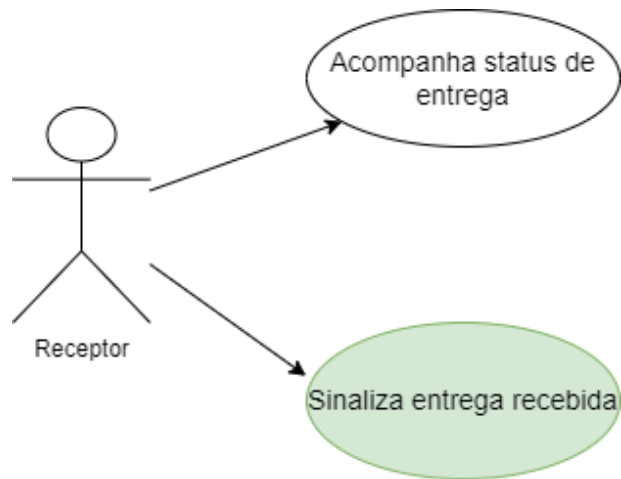 Acompanha status de
entrega
Receptor
Sinaliza entrega recebida